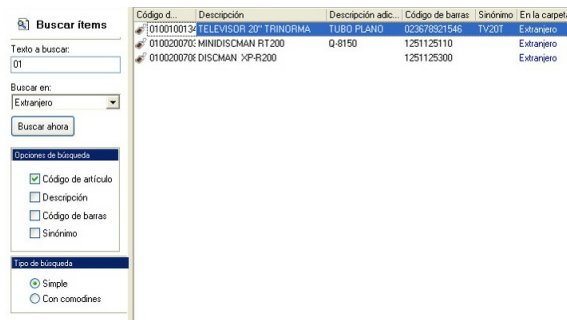 Buscar ítems
Texto a buscar:
01
Buscar en:
Extranjero
Buscar ahora
Opciones de búsqueda
Código de artículo
Descripción
Código de barras
Sinónimo
Tipo de búsqueda
Simple
Con comodines
Código d... Descripción Descripción adic... Código de barras Sinónimo En la carpeta
0100100134 TELEVISOR 20" TRINORMA TUBO PLANO 023678921546 TV20T Extranjero
010020070 MINIDISCMAN RT200 Q-8150 1251125110 Extranjero
010020070 DISCMAN XP-R200 1251125300 Extranjero